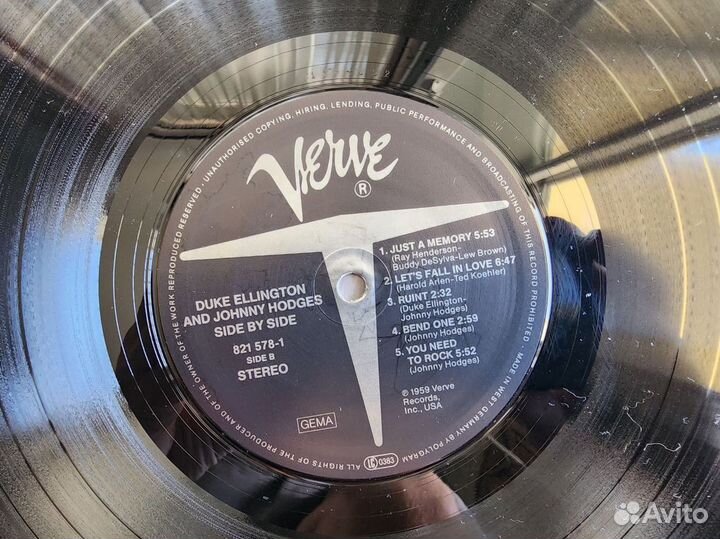 UNAUTHORISED COPYING, HIRING, LENDING, PUBLIC PERFORMANCE AND BROADCASTING OF THIS RECORD PROHIBITED · MADE IN WEST GERMANY BY POLYGRAM
ALL RIGHTS OF THE PRODUCER AND OF THE OWNER OF THE WORK REPRODUCED RESERVED ·
Verve
®
DUKE ELLINGTON
AND JOHNNY HODGES
SIDE BY SIDE
821 578-1
SIDE B
STEREO
GEMA
1. JUST A MEMORY 5:53
(Ray Henderson-
Buddy DeSylva-Lew Brown)
2. LET'S FALL IN LOVE 6:47
(Harold Arlen-Ted Koehler)
3. RUINT 2:32
(Duke Ellington-
Johnny Hodges)
4. BEND ONE 2:59
(Johnny Hodges)
5. YOU NEED
TO ROCK 5:52
(Johnny Hodges)
℗ 1959 Verve
Records,
Inc., USA
LC 0383
Avito